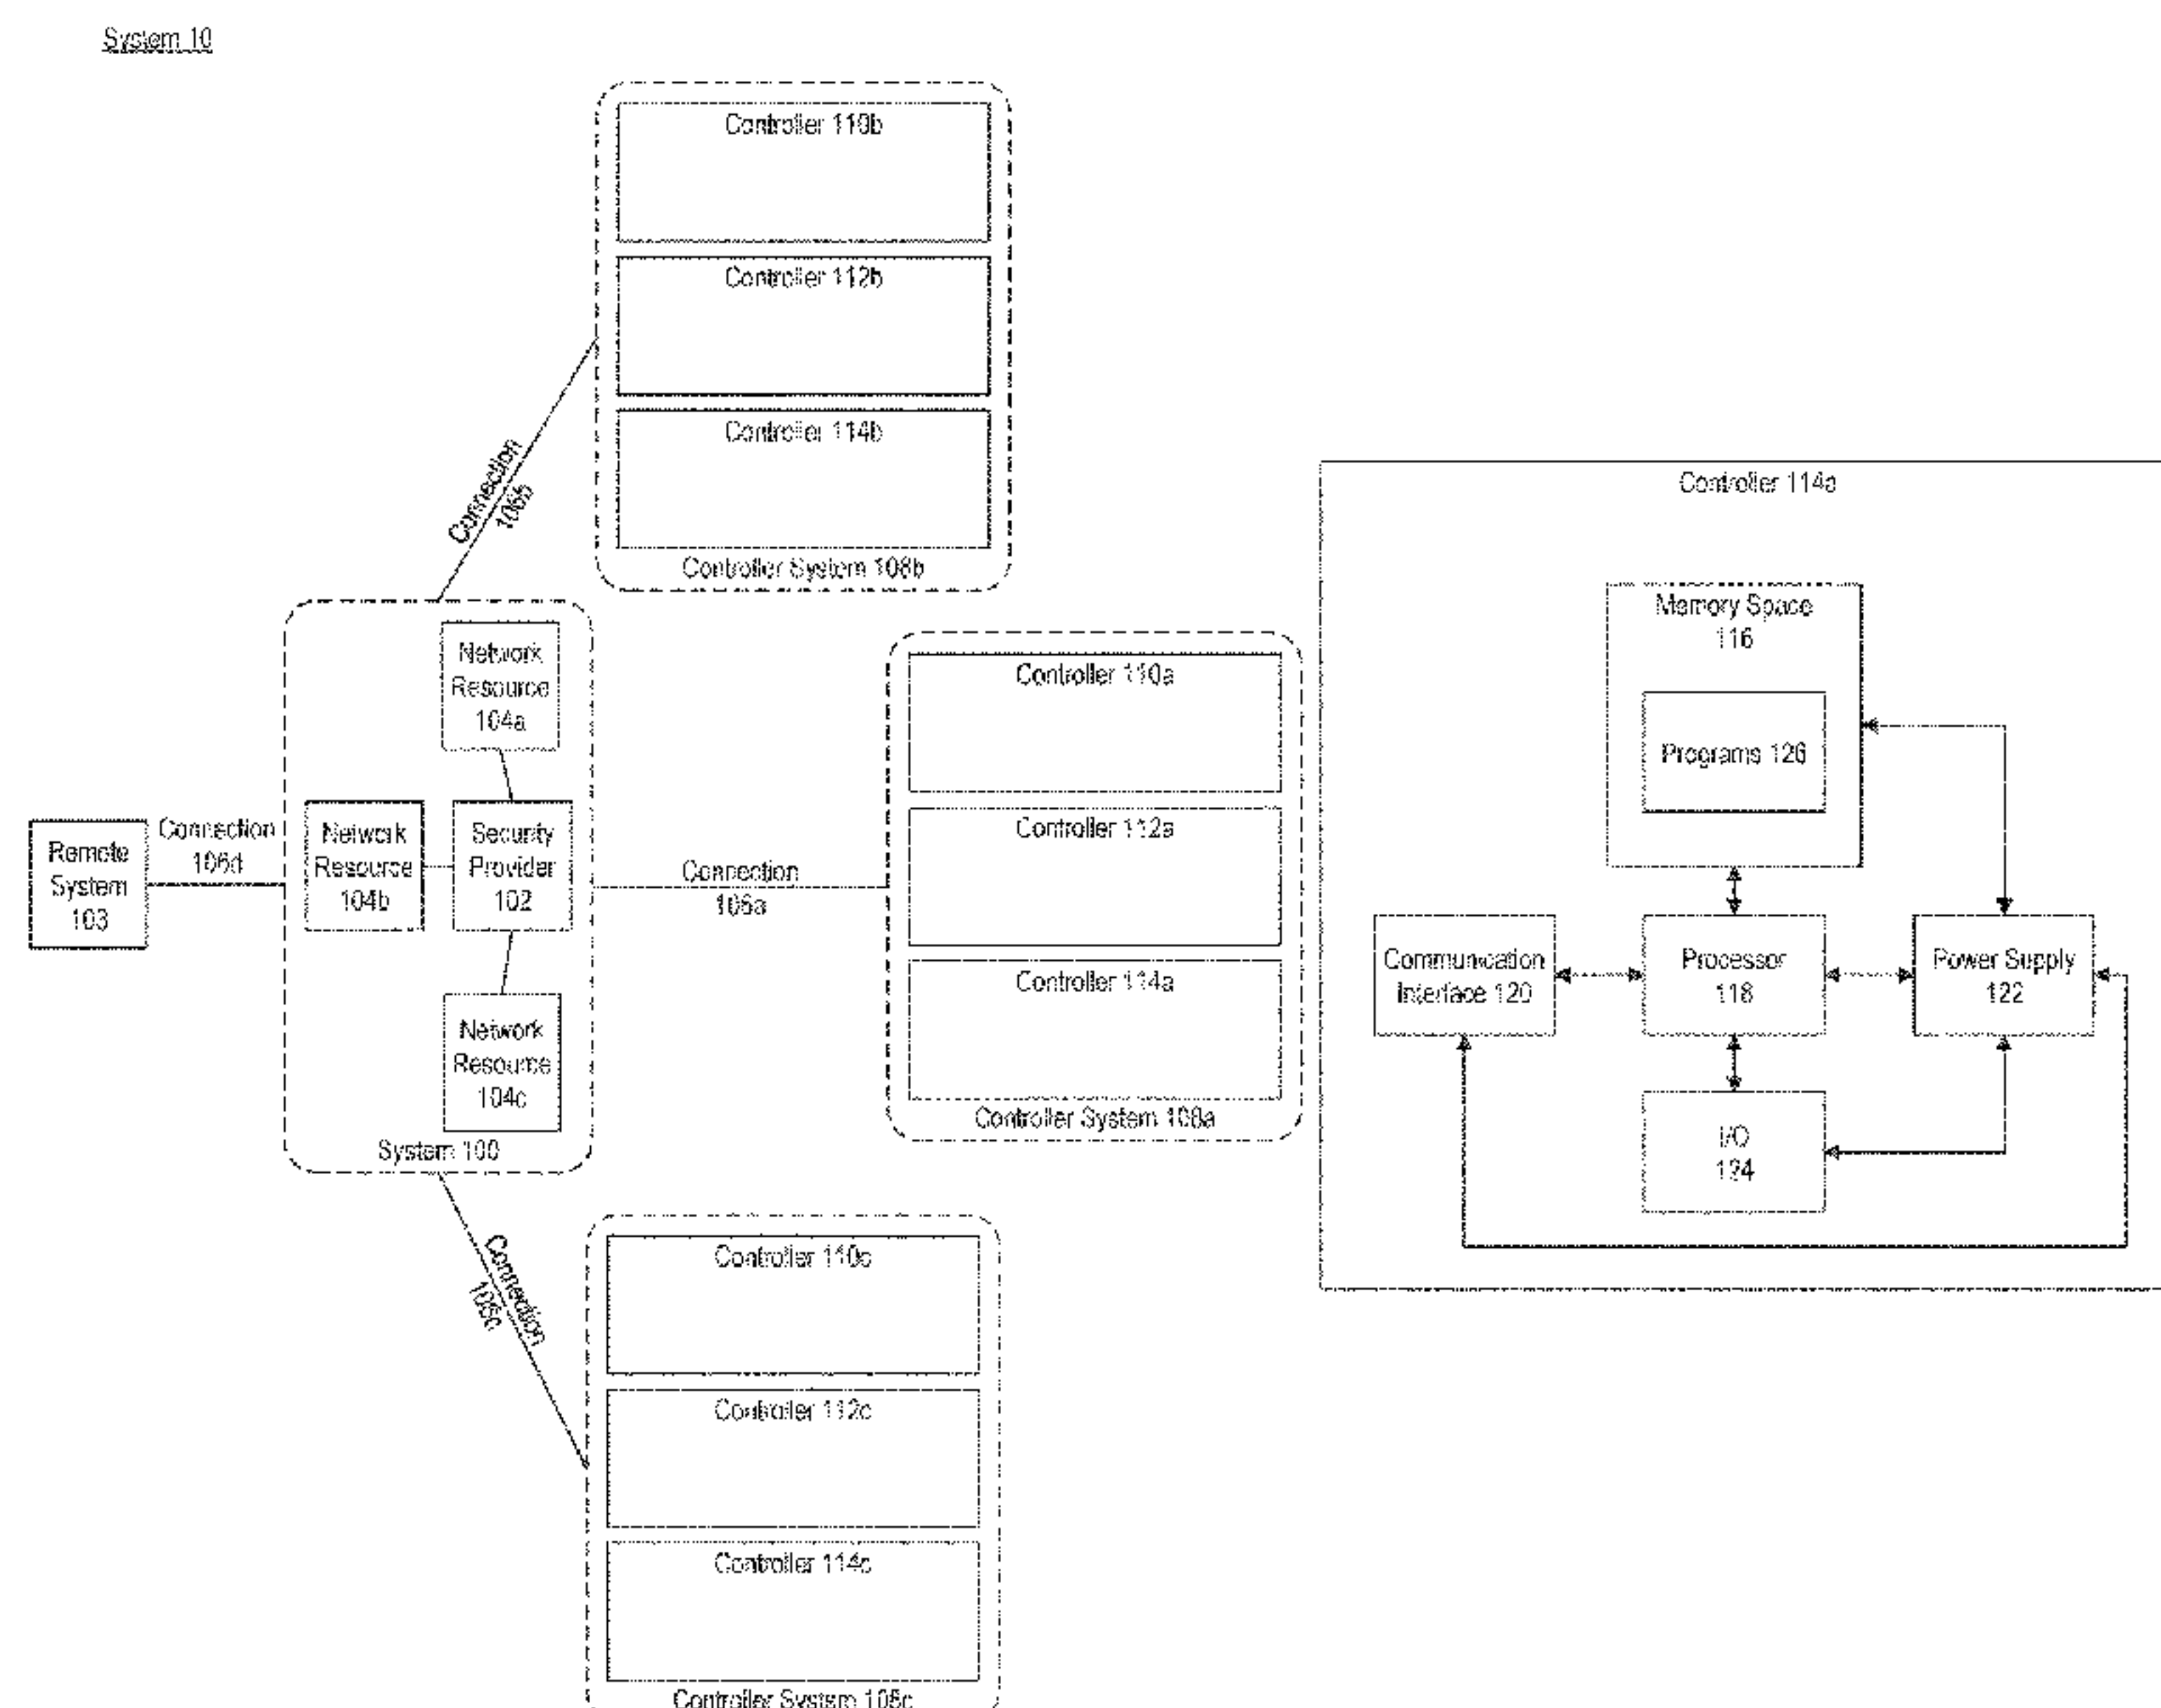 System 10
Controller 110b
Controller 112b
Controller 114b
Controller System 108b
Connection
106b
Network
Resource
104a
Network
Resource
104b
Security
Provider
102
Network
Resource
104c
System 100
Remote
System
103
Connection
106d
Connection
106a
Controller 110a
Controller 112a
Controller 114a
Controller System 108a
Connection
106c
Controller 110c
Controller 112c
Controller 114c
Controller System 108c
Controller 114a
Memory Space
116
Programs 126
Communication
Interface 120
Processor
118
Power Supply
122
I/O
124